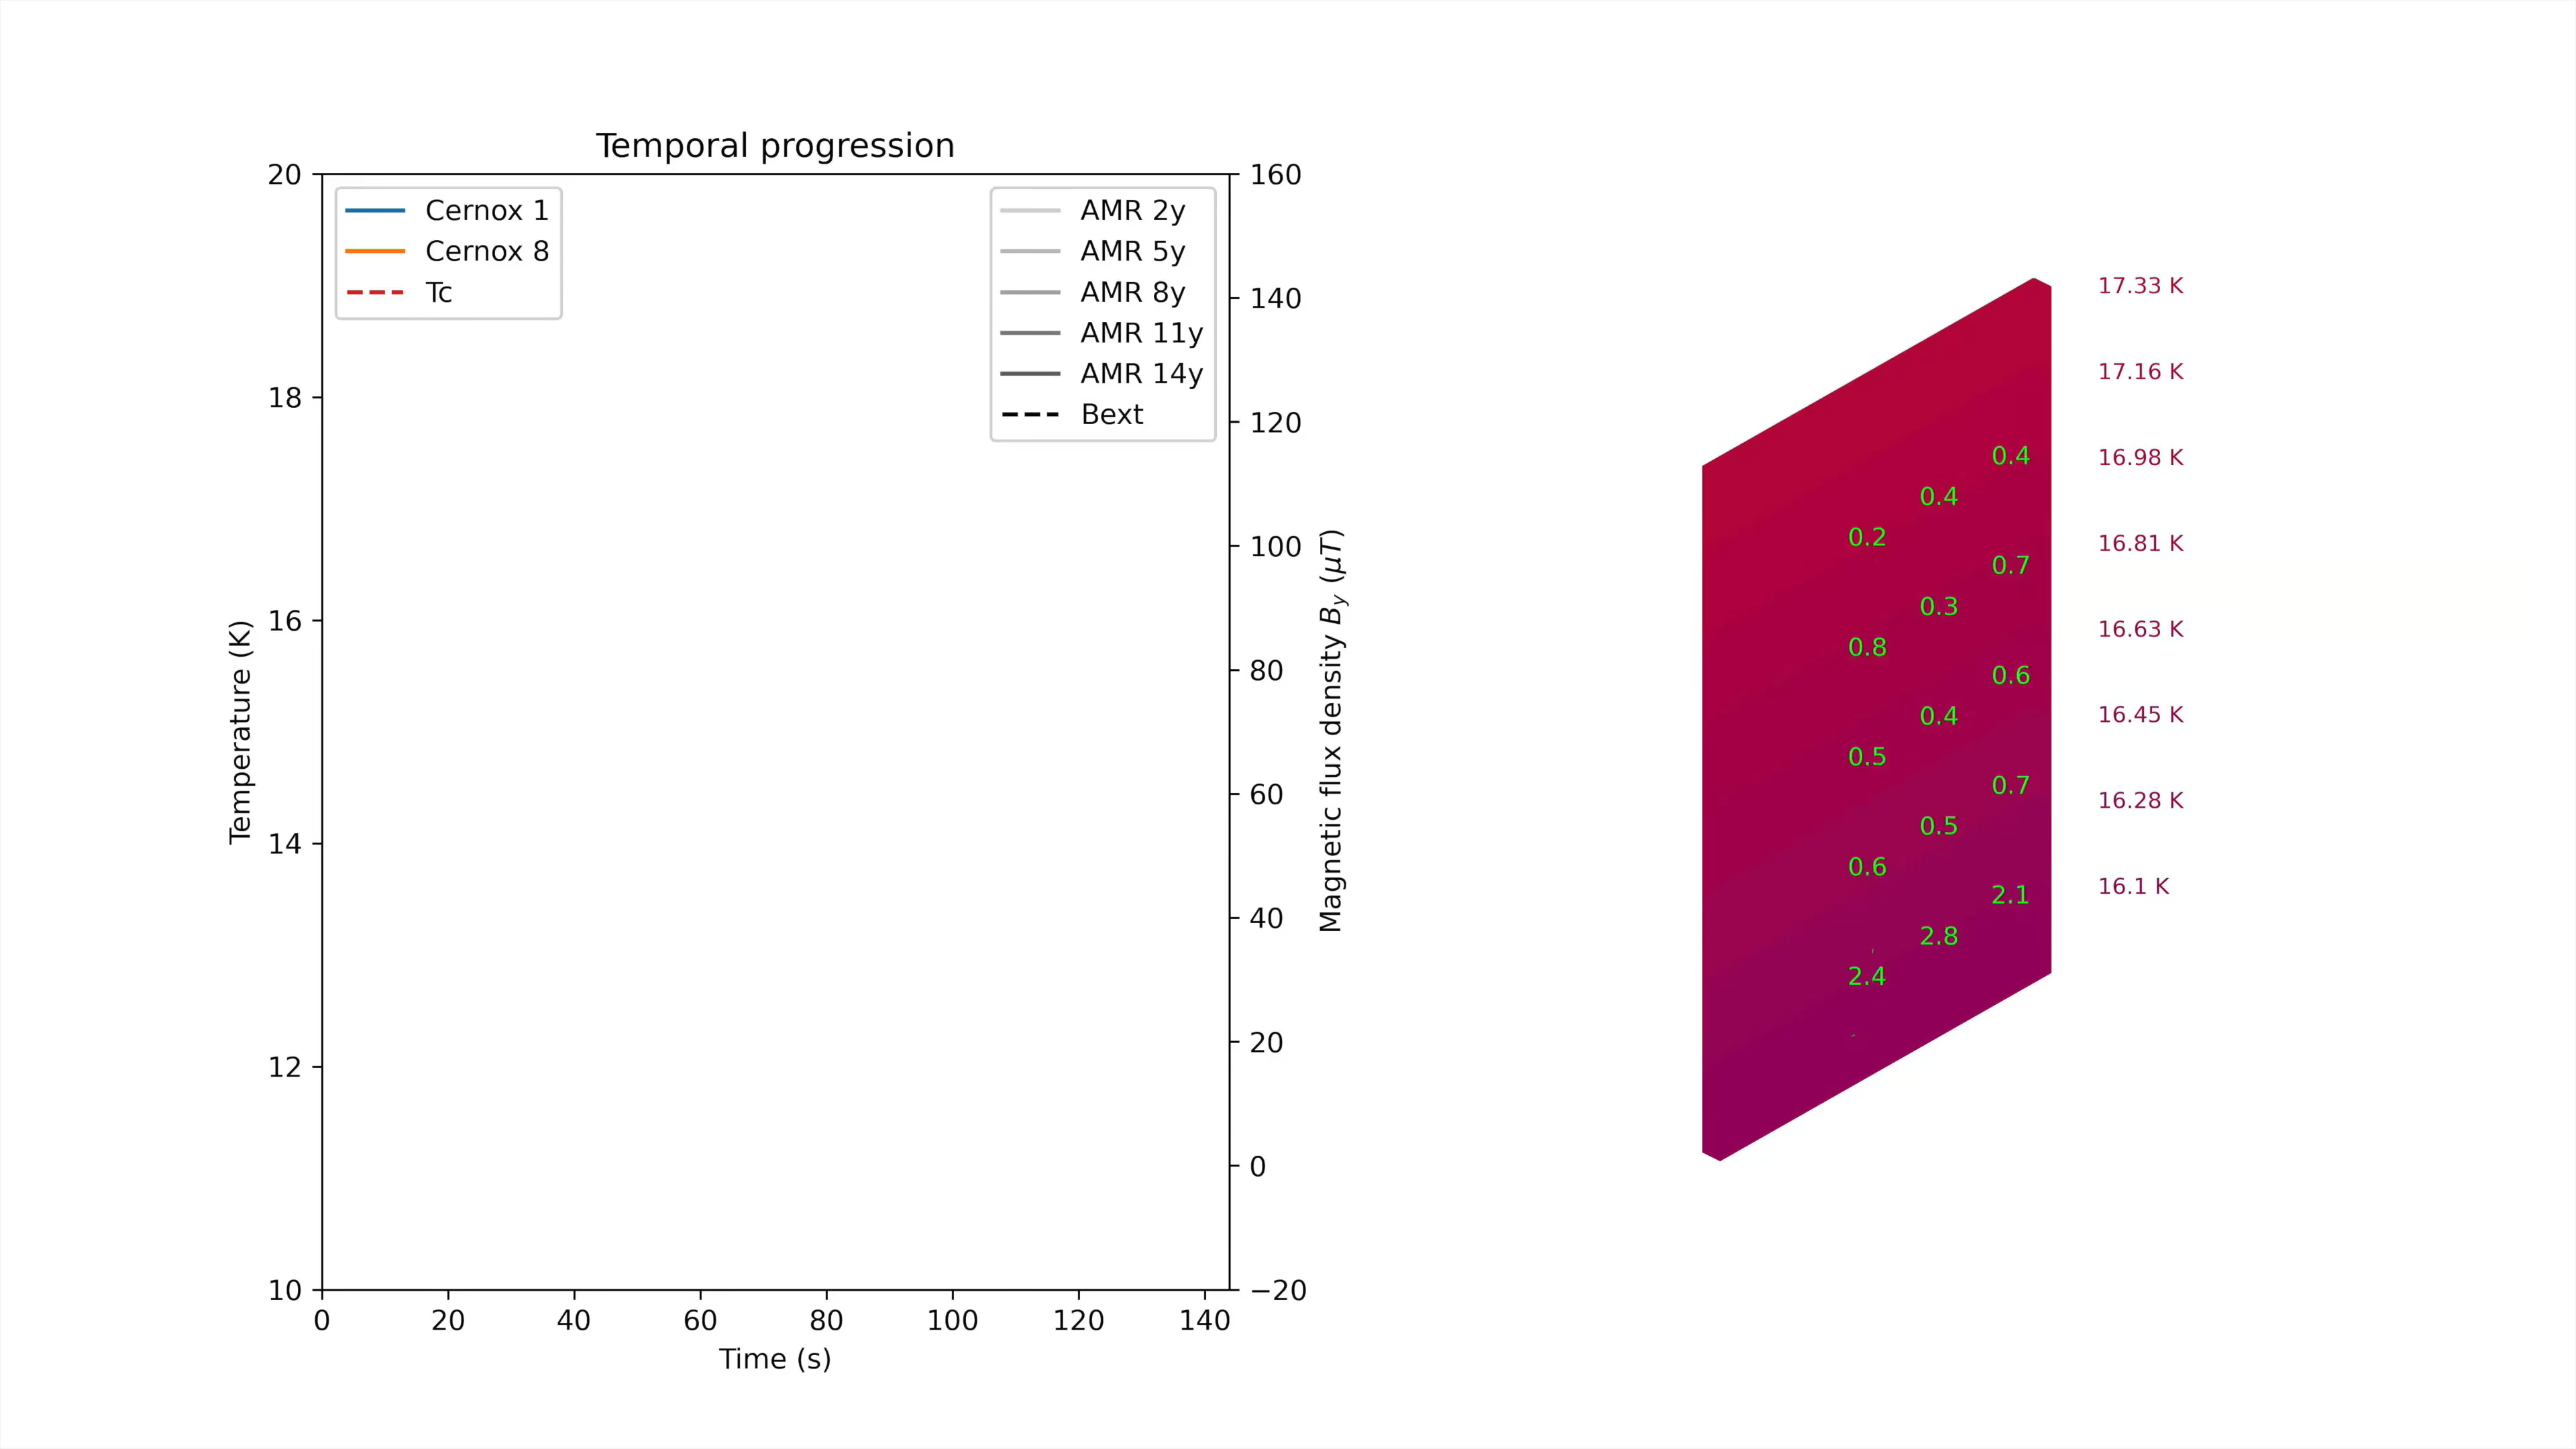 Temporal progression
20
18
16
14
12
10
Temperature (K)
Cernox 1
Cernox 8
Tc
AMR 2y
AMR 5y
AMR 8y
AMR 11y
AMR 14y
Bext
160
140
120
100
80
60
40
20
0
−20
Magnetic flux density By (μT)
0 20 40 60 80 100 120 140
Time (s)
17.33 K
17.16 K
16.98 K
16.81 K
16.63 K
16.45 K
16.28 K
16.1 K
0.4
0.4
0.2
0.7
0.3
0.8
0.6
0.4
0.5
0.7
0.5
0.6
2.1
2.8
2.4